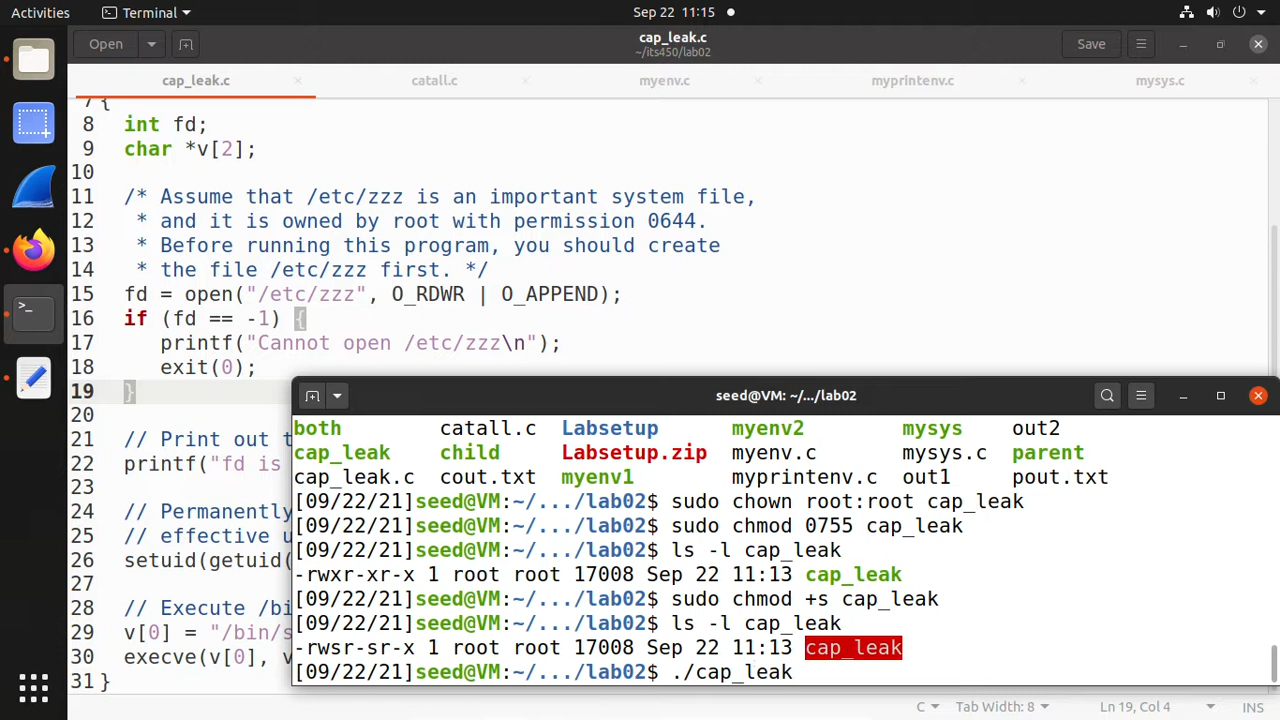 Activities Terminal Sep 22 11:15
Open cap_leak.c Save
~/its450/lab02
cap_leak.c catall.c myenv.c myprintenv.c mysys.c
7 {
8 int fd;
9 char *v[2];
10
11 /* Assume that /etc/zzz is an important system file,
12 * and it is owned by root with permission 0644.
13 * Before running this program, you should create
14 * the file /etc/zzz first. */
15 fd = open("/etc/zzz", O_RDWR | O_APPEND);
16 if (fd == -1) {
17 printf("Cannot open /etc/zzz\n");
18 exit(0);
19 }
20
21 // Print out t
22 printf("fd is
23
24 // Permanently
25 // effective u
26 setuid(getuid(
27
28 // Execute /bi
29 v[0] = "/bin/s
30 execve(v[0], v
31 }
seed@VM: ~/.../lab02
both catall.c Labsetup myenv2 mysys out2
cap_leak child Labsetup.zip myenv.c mysys.c parent
cap_leak.c cout.txt myenv1 myprintenv.c out1 pout.txt
[09/22/21]seed@VM:~/.../lab02$ sudo chown root:root cap_leak
[09/22/21]seed@VM:~/.../lab02$ sudo chmod 0755 cap_leak
[09/22/21]seed@VM:~/.../lab02$ ls -l cap_leak
-rwxr-xr-x 1 root root 17008 Sep 22 11:13 cap_leak
[09/22/21]seed@VM:~/.../lab02$ sudo chmod +s cap_leak
[09/22/21]seed@VM:~/.../lab02$ ls -l cap_leak
-rwsr-sr-x 1 root root 17008 Sep 22 11:13 cap_leak
[09/22/21]seed@VM:~/.../lab02$ ./cap_leak
C Tab Width: 8 Ln 19, Col 4 INS